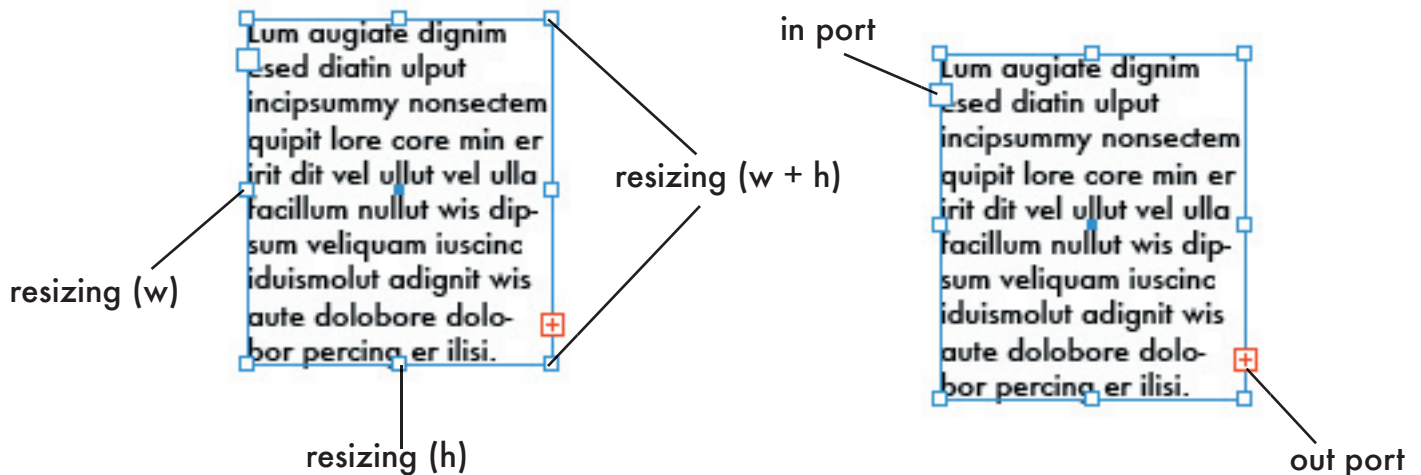 Lum augiate dignim
esed diatin ulput
incipsummy nonsectem
quipit lore core min er
irit dit vel ullut vel ulla
facillum nullut wis dip-
sum veliquam iuscinc
iduismolut adignit wis
aute dolobore dolo-
bor percing er ilisi.
resizing (w + h)
resizing (w)
resizing (h)
in port
Lum augiate dignim
esed diatin ulput
incipsummy nonsectem
quipit lore core min er
irit dit vel ullut vel ulla
facillum nullut wis dip-
sum veliquam iuscinc
iduismolut adignit wis
aute dolobore dolo-
bor percing er ilisi.
out port